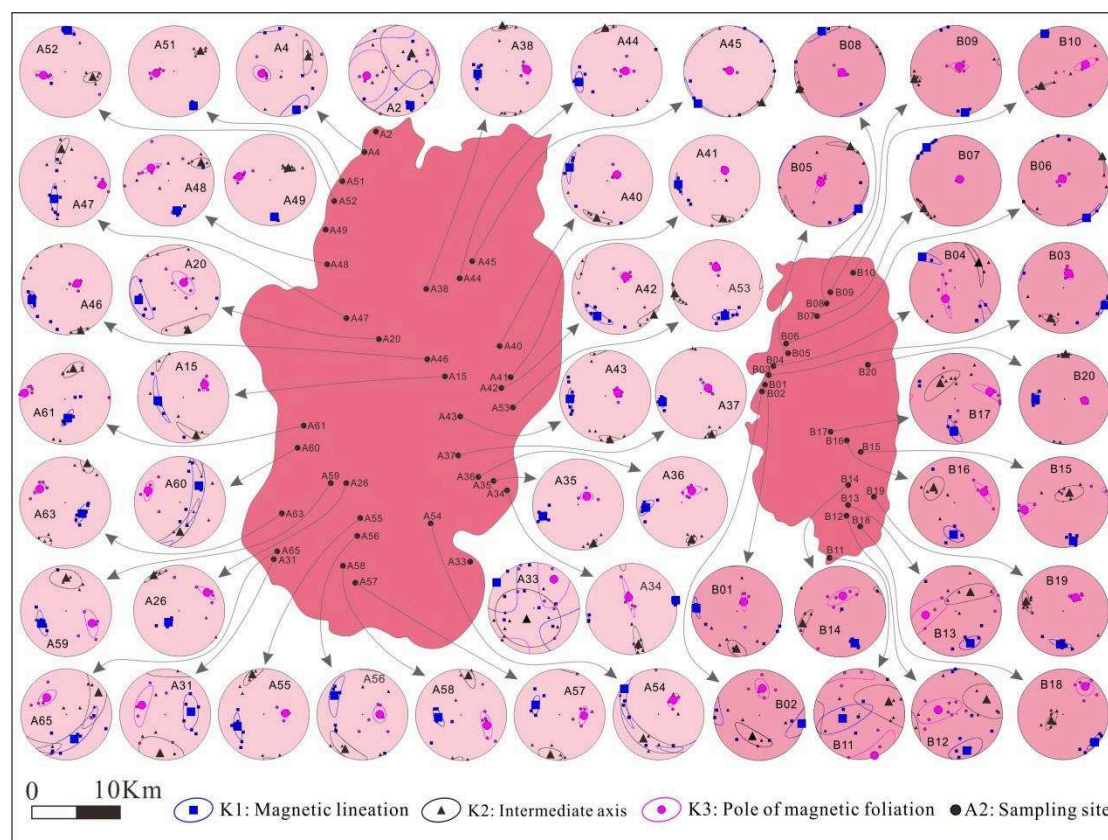 A52
A51
A4
A2
A38
A44
A45
B08
B09
B10
A47
A48
A49
A40
A41
B05
B07
B06
A46
A20
A42
A53
B04
B03
A61
A15
A43
A37
B17
B20
A63
A60
A35
A36
B16
B15
A59
A26
A33
A34
B01
B14
B13
B19
A65
A31
A55
A56
A58
A57
A54
B02
B11
B12
B18
A2
A4
A51
A52
A49
A48
A45
A44
A38
A47
A20
A46
A40
A15
A41
A42
A53
A43
A61
A60
A37
A36
A35
A34
A59
A26
A63
A55
A54
A56
A65
A31
A58
A57
A33
B10
B09
B08
B07
B06
B05
B04
B03
B20
B01
B02
B17
B16
B15
B14
B19
B13
B12
B18
B11
0 10Km
K1: Magnetic lineation K2: Intermediate axis K3: Pole of magnetic foliation A2: Sampling site